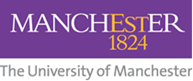 MANCHESTER
1824
The University of Manchester